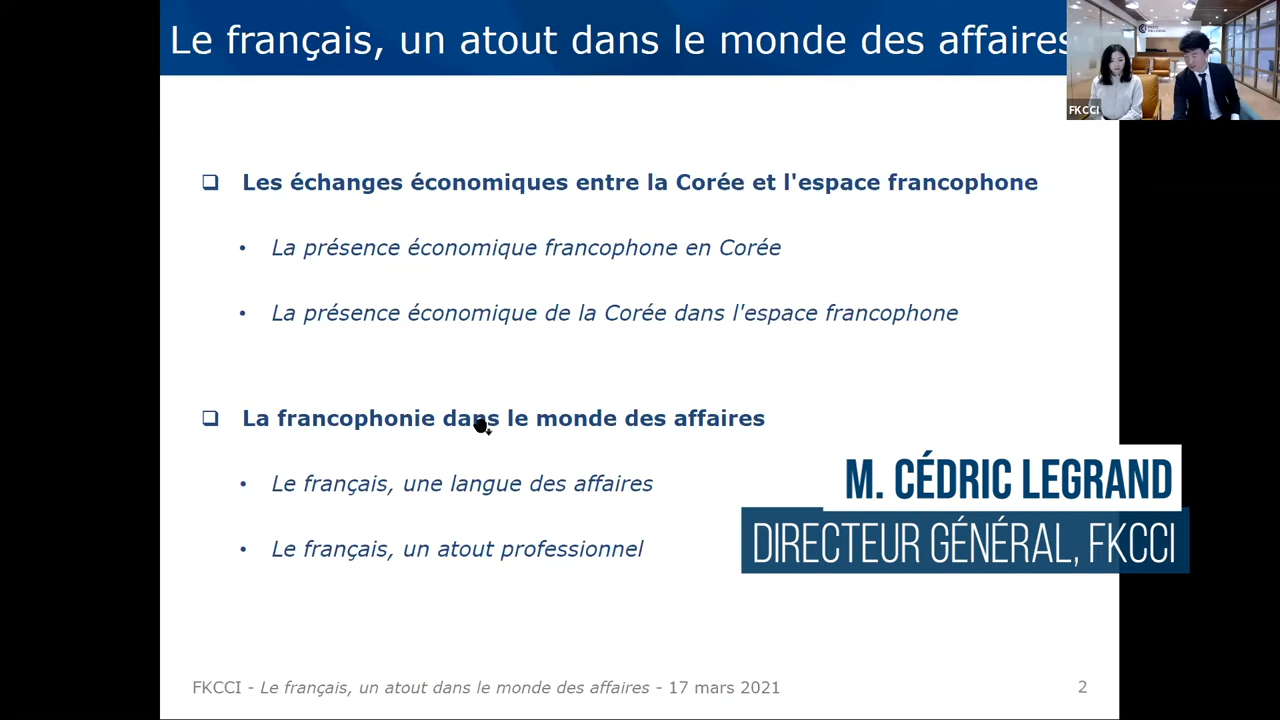 Le français, un atout dans le monde des affaires
FKCCI
❑ Les échanges économiques entre la Corée et l'espace francophone
• La présence économique francophone en Corée
• La présence économique de la Corée dans l'espace francophone
❑ La francophonie dans le monde des affaires
• Le français, une langue des affaires
• Le français, un atout professionnel
M. CÉDRIC LEGRAND
DIRECTEUR GÉNÉRAL, FKCCI
FKCCI - Le français, un atout dans le monde des affaires - 17 mars 2021
2